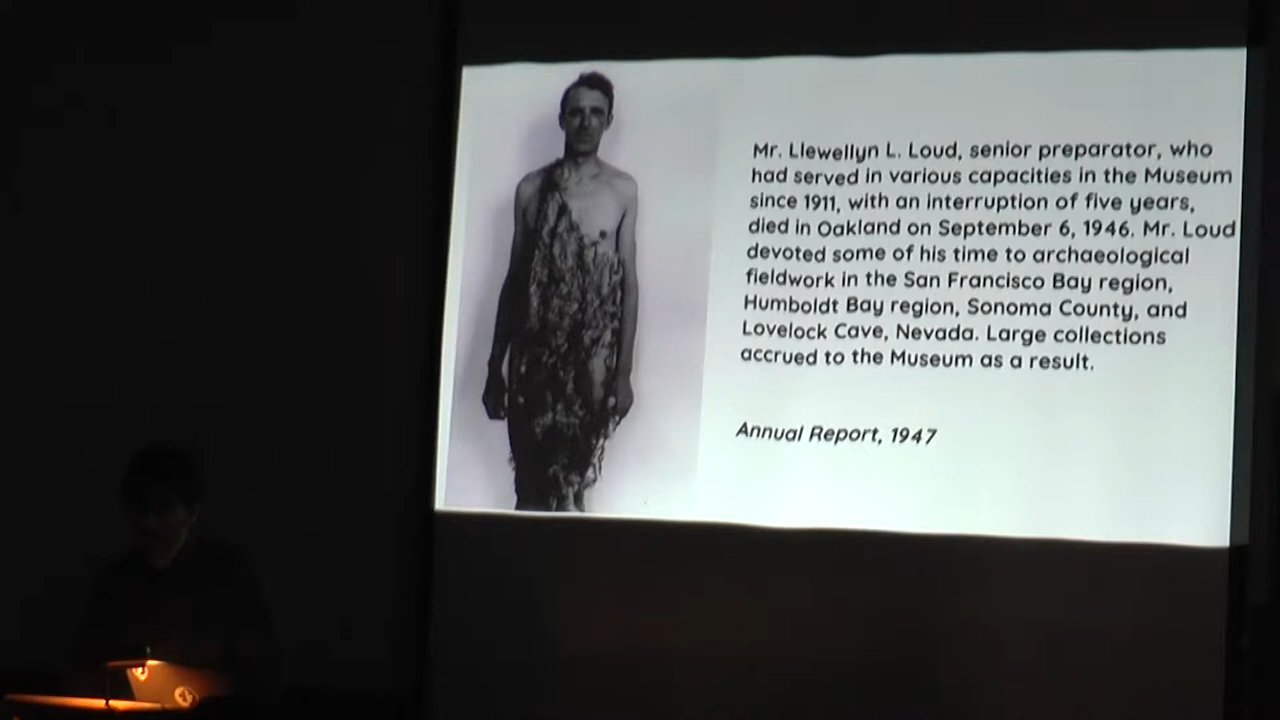 Mr. Llewellyn L. Loud, senior preparator, who
had served in various capacities in the Museum
since 1911, with an interruption of five years,
died in Oakland on September 6, 1946. Mr. Loud
devoted some of his time to archaeological
fieldwork in the San Francisco Bay region,
Humboldt Bay region, Sonoma County, and
Lovelock Cave, Nevada. Large collections
accrued to the Museum as a result.
Annual Report, 1947